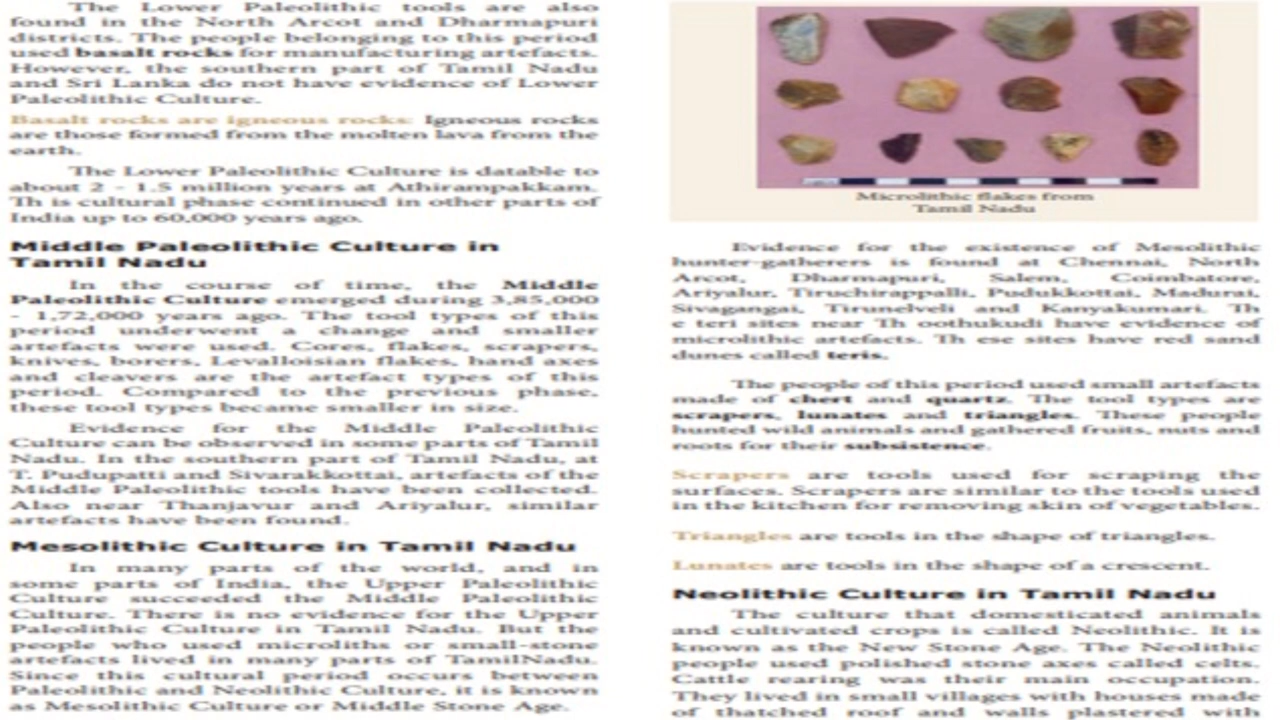 The Lower Paleolithic tools are also
found in the North Arcot and Dharmapuri
districts. The people belonging to this period
used basalt rocks for manufacturing artefacts.
However, the southern part of Tamil Nadu
and Sri Lanka do not have evidence of Lower
Paleolithic Culture.
Basalt rocks are igneous rocks: Igneous rocks
are those formed from the molten lava from the
earth.
The Lower Paleolithic Culture is datable to
about 2 - 1.5 million years at Athirampakkam.
Th is cultural phase continued in other parts of
India up to 60,000 years ago.
Middle Paleolithic Culture in
Tamil Nadu
In the course of time, the Middle
Paleolithic Culture emerged during 3,85,000
- 1,72,000 years ago. The tool types of this
period underwent a change and smaller
artefacts were used. Cores, flakes, scrapers,
knives, borers, Levalloisian flakes, hand axes
and cleavers are the artefact types of this
period. Compared to the previous phase,
these tool types became smaller in size.
Evidence for the Middle Paleolithic
Culture can be observed in some parts of Tamil
Nadu. In the southern part of Tamil Nadu, at
T. Pudupatti and Sivarakkottai, artefacts of the
Middle Paleolithic tools have been collected.
Also near Thanjavur and Ariyalur, similar
artefacts have been found.
Mesolithic Culture in Tamil Nadu
In many parts of the world, and in
some parts of India, the Upper Paleolithic
Culture succeeded the Middle Paleolithic
Culture. There is no evidence for the Upper
Paleolithic Culture in Tamil Nadu. But the
people who used microliths or small-stone
artefacts lived in many parts of TamilNadu.
Since this cultural period occurs between
Paleolithic and Neolithic Culture, it is known
as Mesolithic Culture or Middle Stone Age.
Microlithic flakes from
Tamil Nadu
Evidence for the existence of Mesolithic
hunter-gatherers is found at Chennai, North
Arcot, Dharmapuri, Salem, Coimbatore,
Ariyalur, Tiruchirappalli, Pudukkottai, Madurai,
Sivagangai, Tirunelveli and Kanyakumari. Th
e teri sites near Th oothukudi have evidence of
microlithic artefacts. Th ese sites have red sand
dunes called teris.
The people of this period used small artefacts
made of chert and quartz. The tool types are
scrapers, lunates and triangles. These people
hunted wild animals and gathered fruits, nuts and
roots for their subsistence.
Scrapers are tools used for scraping the
surfaces. Scrapers are similar to the tools used
in the kitchen for removing skin of vegetables.
Triangles are tools in the shape of triangles.
Lunates are tools in the shape of a crescent.
Neolithic Culture in Tamil Nadu
The culture that domesticated animals
and cultivated crops is called Neolithic. It is
known as the New Stone Age. The Neolithic
people used polished stone axes called celts.
Cattle rearing was their main occupation.
They lived in small villages with houses made
of thatched roof and walls plastered with